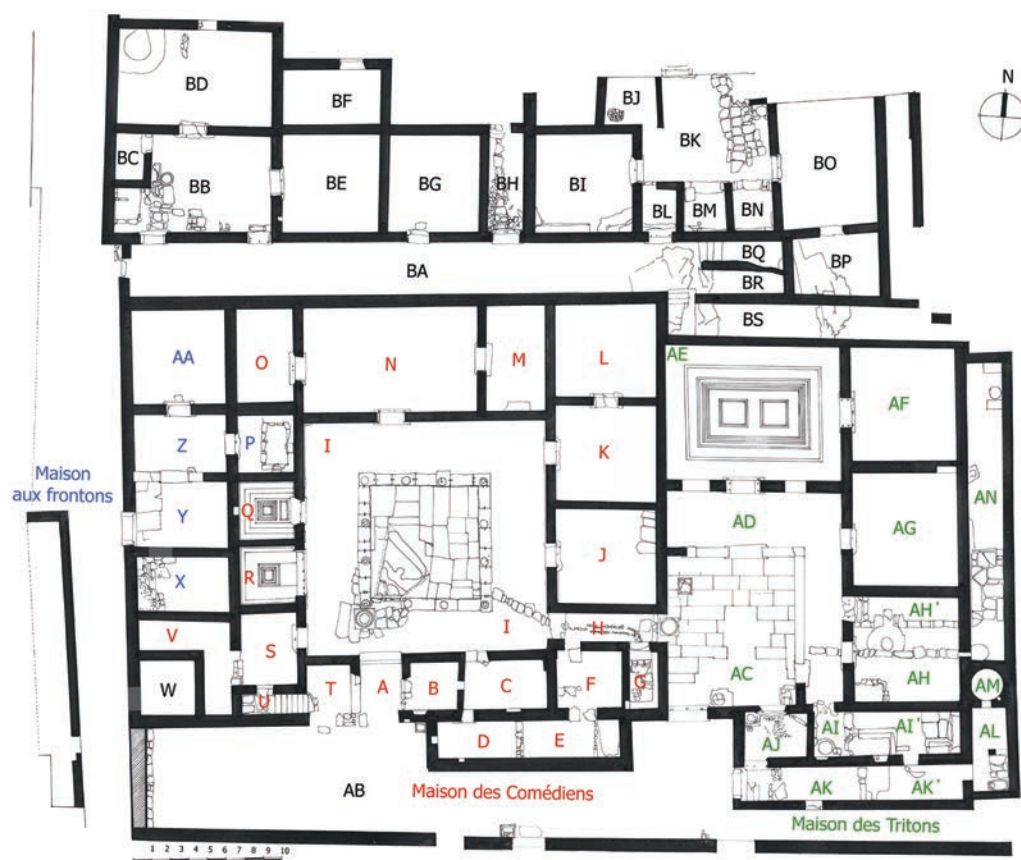 BD
BF
BJ
BK
N
BC
BB
BE
BG
BH
BI
BO
BL
BM
BN
BA
BQ
BR
BP
BS
AA
O
N
M
L
AE
AF
Z
P
I
K
Maison
aux frontons
Y
Q
AD
AG
AN
X
R
J
V
S
I
H
AH'
W
U
T
A
B
C
F
G
AC
AH
AM
D
E
AJ
AI
AI'
AL
AB
Maison des Comédiens
AK
AK'
Maison des Tritons
1 2 3 4 5 6 7 8 9 10